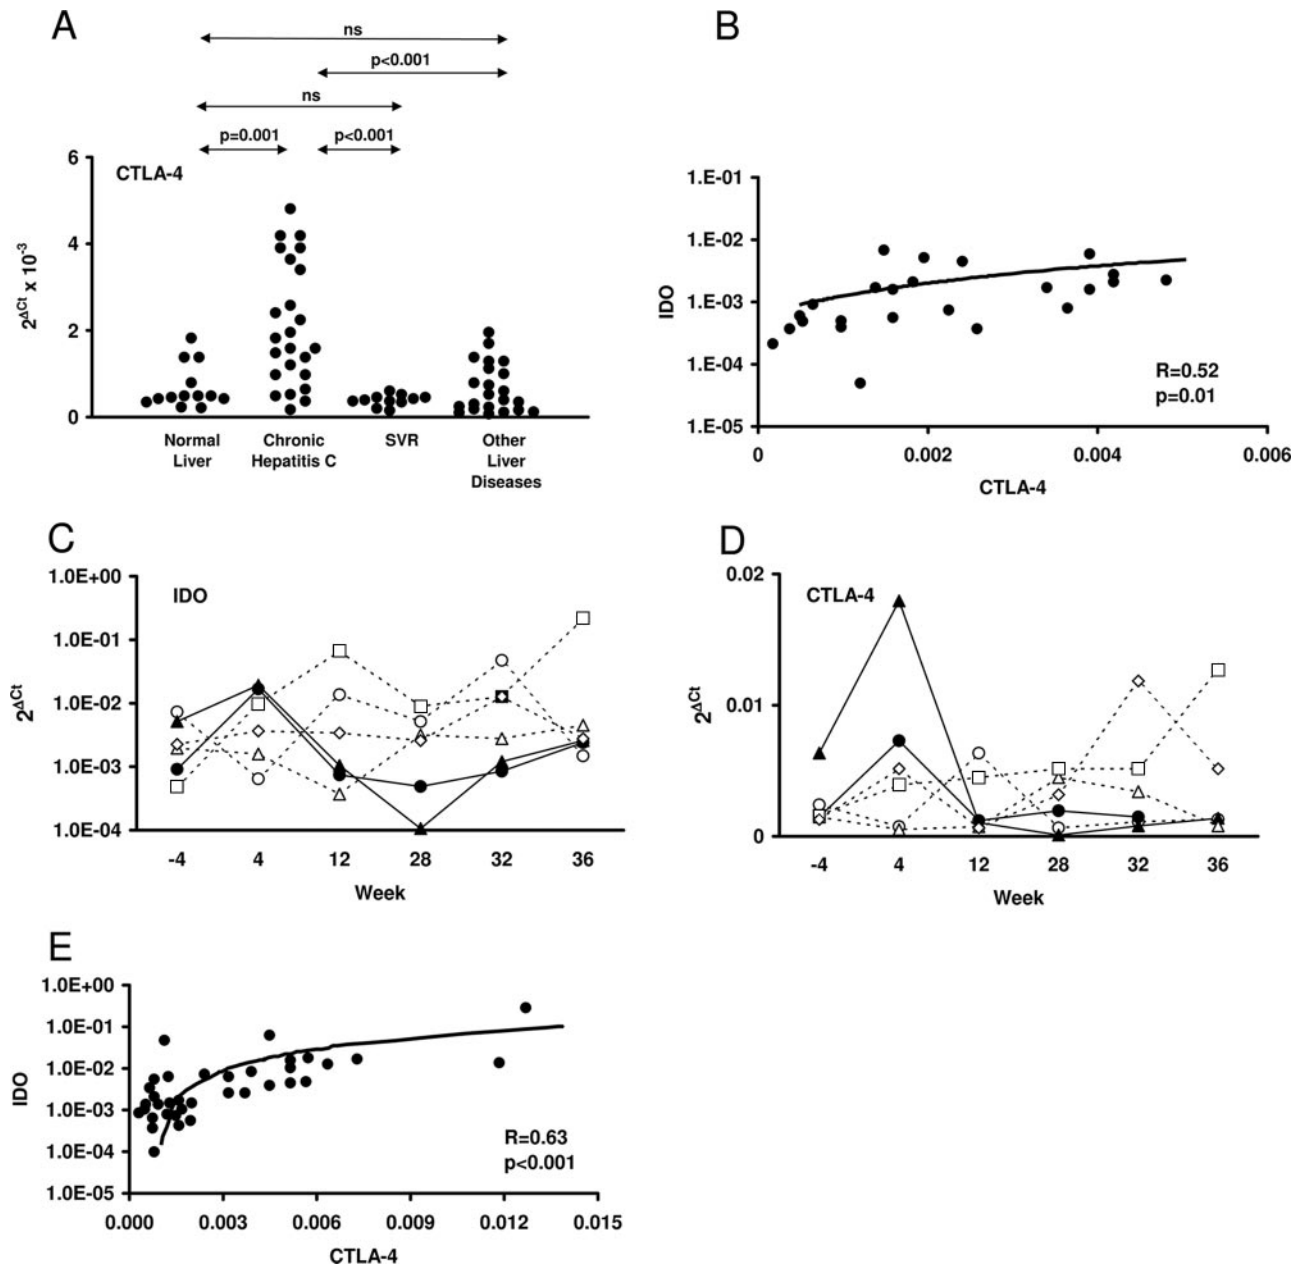 A
ns
p<0.001
ns
p=0.001 p<0.001
CTLA-4
6
4
2
0
2^ΔCt x 10^-3
Normal Liver
Chronic Hepatitis C
SVR
Other Liver Diseases
B
1.E-01
1.E-02
1.E-03
1.E-04
1.E-05
IDO
R=0.52
p=0.01
0 0.002 0.004 0.006
CTLA-4
C
IDO
1.0E+00
1.0E-01
1.0E-02
1.0E-03
1.0E-04
2^ΔCt
-4 4 12 28 32 36
Week
D
CTLA-4
0.02
0.01
0
2^ΔCt
-4 4 12 28 32 36
Week
E
1.0E+00
1.0E-01
1.0E-02
1.0E-03
1.0E-04
1.0E-05
IDO
R=0.63
p<0.001
0.000 0.003 0.006 0.009 0.012 0.015
CTLA-4